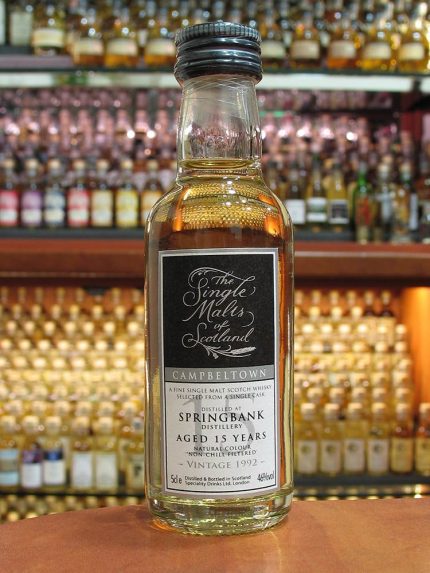 The
Single
Malts
of
Scotland
CAMPBELTOWN
A FINE SINGLE MALT SCOTCH WHISKY
SELECTED FROM A SINGLE CASK
15
DISTILLED AT
SPRINGBANK
DISTILLERY
AGED 15 YEARS
NATURAL COLOUR
NON CHILL FILTERED
~ VINTAGE 1992 ~
5cl e Distilled & Bottled in Scotland 46%vol
Speciality Drinks Ltd. London